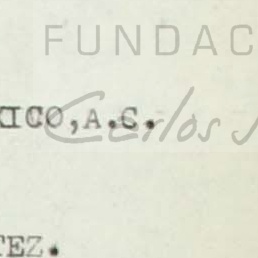 FUNDAC
XICO, A.C.
Carlos
TEZ.